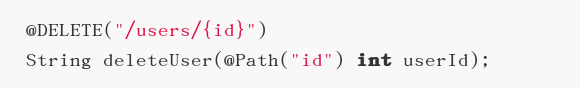 @DELETE("/users/{id}")
String deleteUser(@Path("id") int userId);